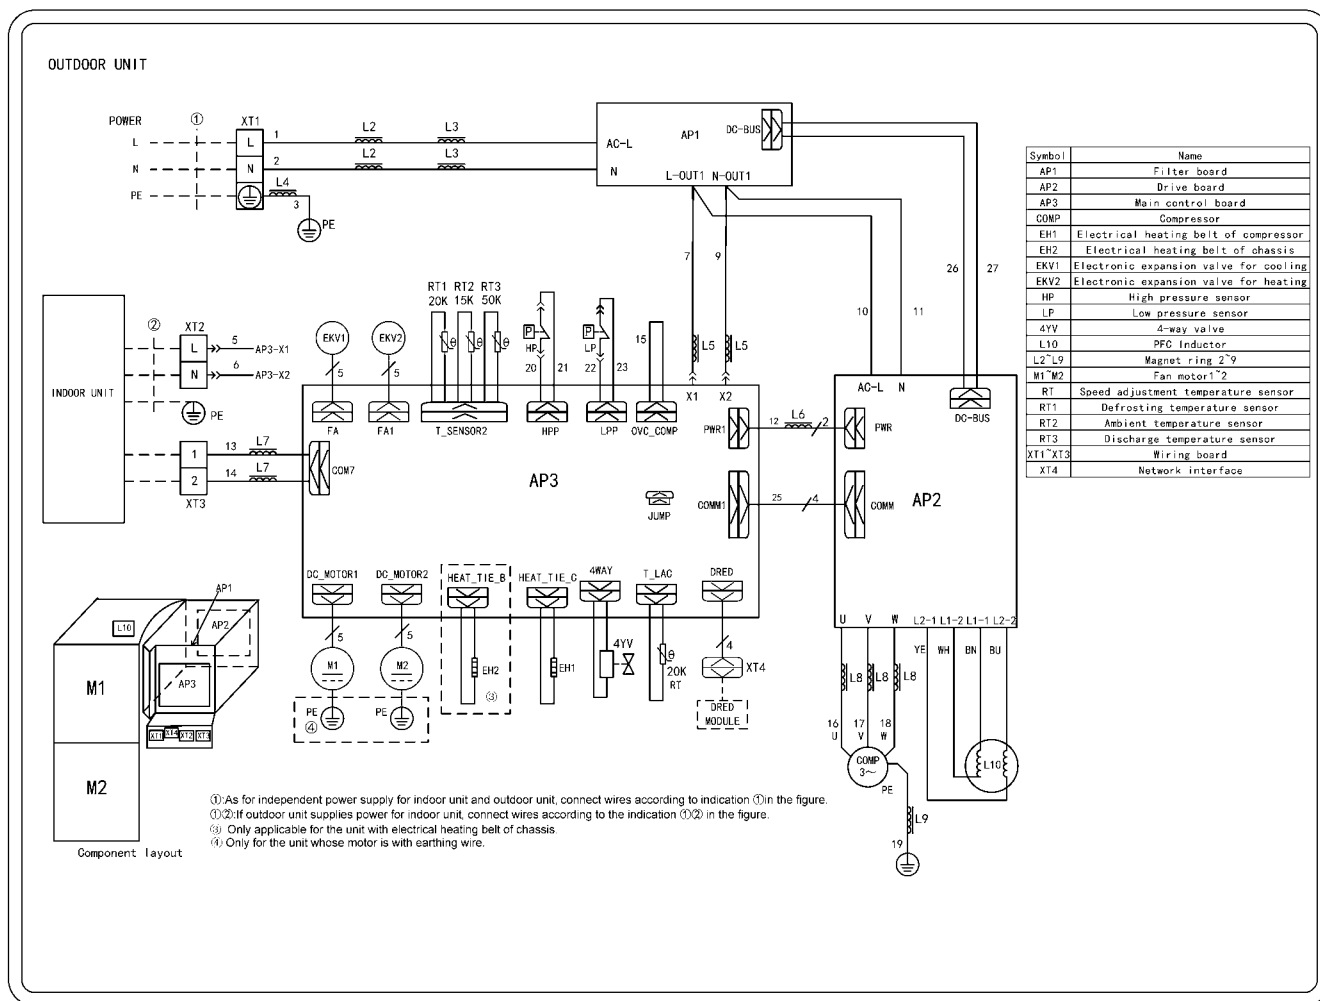 OUTDOOR UNIT
POWER
①
XT1
L
N
PE
L
N
1
2
3
L2
L3
L2
L3
L4
PE
AC-L
N
AP1
DC-BUS
L-OUT1
N-OUT1
7
9
10
11
26
27
Symbol Name
AP1 Filter board
AP2 Drive board
AP3 Main control board
COMP Compressor
EH1 Electrical heating belt of compressor
EH2 Electrical heating belt of chassis
EKV1 Electronic expansion valve for cooling
EKV2 Electronic expansion valve for heating
HP High pressure sensor
LP Low pressure sensor
4YV 4-way valve
L10 PFC Inductor
L2~L9 Magnet ring 2~9
M1~M2 Fan motor1~2
RT Speed adjustment temperature sensor
RT1 Defrosting temperature sensor
RT2 Ambient temperature sensor
RT3 Discharge temperature sensor
XT1~XT3 Wiring board
XT4 Network interface
INDOOR UNIT
②
XT2
L
N
5
6
AP3-X1
AP3-X2
PE
1
2
XT3
13
14
L7
L7
COM7
EKV1
5
FA
EKV2
5
FA1
RT1 RT2 RT3
20K 15K 50K
θ
θ
θ
T_SENSOR2
P
HP
20
21
HPP
P
LP
22
23
LPP
15
OVC_COMP
L5
L5
X1
X2
PWR1
12
L6
2
PWR
COMM1
25
4
COMM
AC-L
N
DC-BUS
AP2
AP3
JUMP
DC_MOTOR1
DC_MOTOR2
HEAT_TIE_B
HEAT_TIE_C
4WAY
T_LAC
DRED
5
M1
5
M2
PE
④
PE
EH2
③
EH1
4YV
θ
20K
RT
4
XT4
DRED
MODULE
U
V
W
L2-1
L1-2
L1-1
L2-2
YE
WH
BN
BU
L8
L8
L8
16
17
18
U
V
W
COMP
3~
PE
L10
L9
19
AP1
L10
AP2
AP3
M1
M2
XT1
XT4
XT2
XT3
Component layout
①:As for independent power supply for indoor unit and outdoor unit, connect wires according to indication ①in the figure.
①②:If outdoor unit supplies power for indoor unit, connect wires according to the indication ①② in the figure.
③ Only applicable for the unit with electrical heating belt of chassis.
④ Only for the unit whose motor is with earthing wire.